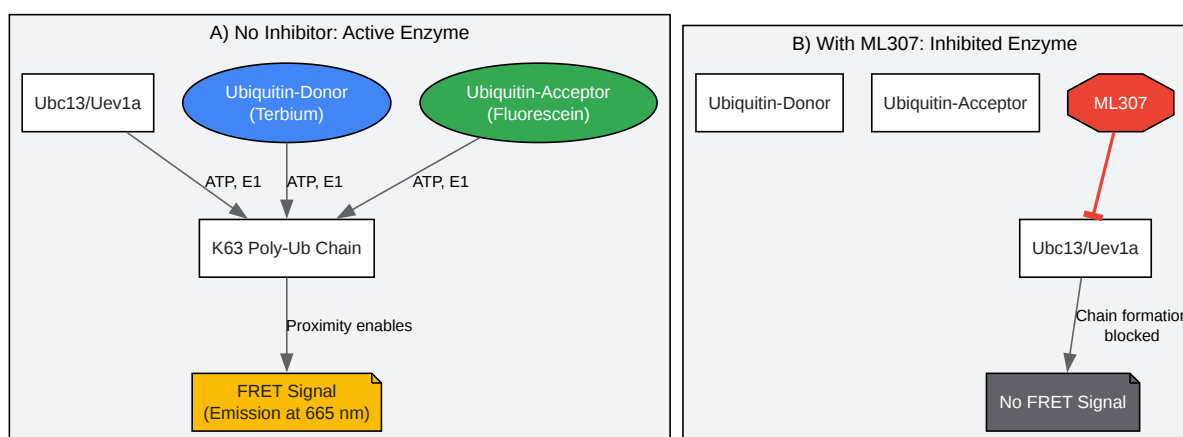 A) No Inhibitor: Active Enzyme
Ubc13/Uev1a
Ubiquitin-Donor
(Terbium)
Ubiquitin-Acceptor
(Fluorescein)
ATP, E1
ATP, E1
ATP, E1
K63 Poly-Ub Chain
Proximity enables
FRET Signal
(Emission at 665 nm)
B) With ML307: Inhibited Enzyme
Ubiquitin-Donor
Ubiquitin-Acceptor
ML307
Ubc13/Uev1a
Chain formation
blocked
No FRET Signal